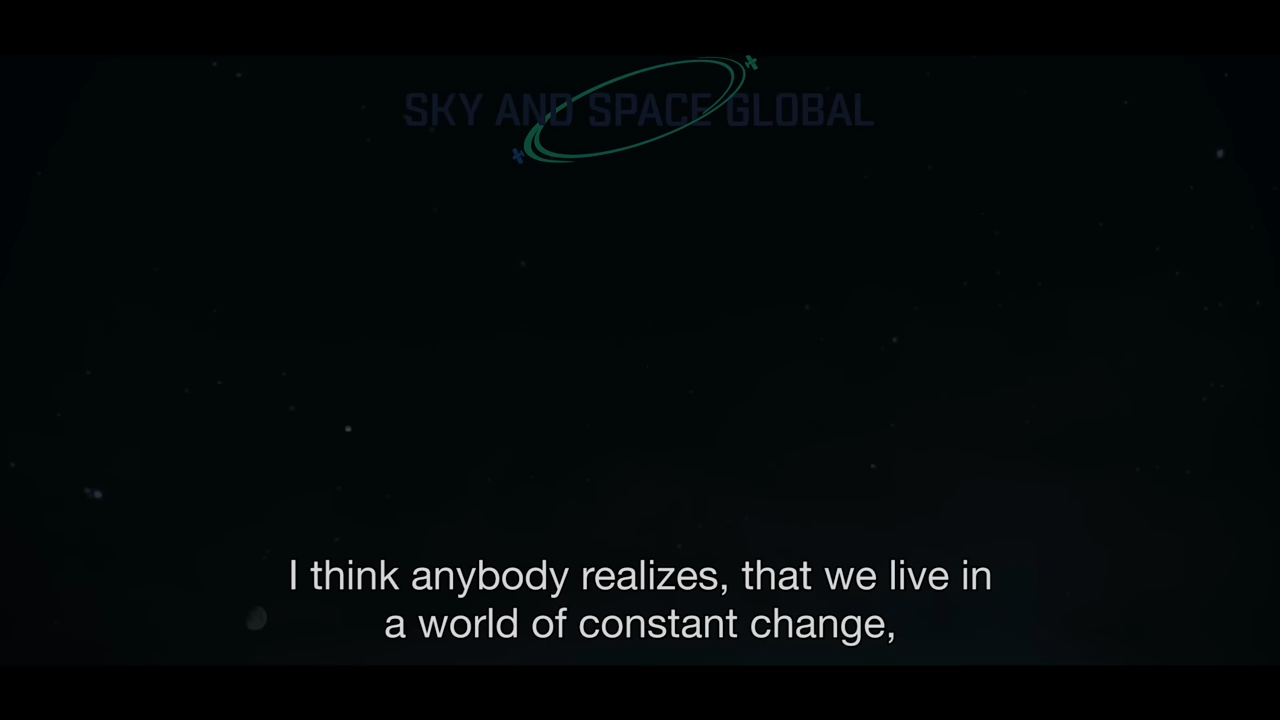 SKY AND SPACE GLOBAL
I think anybody realizes, that we live in
a world of constant change,